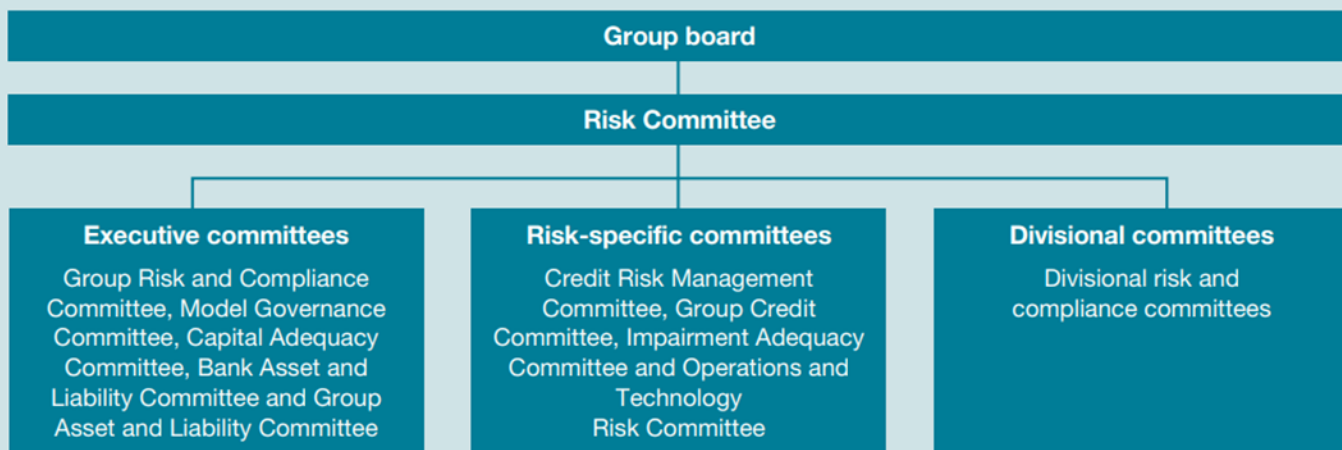 Group board
Risk Committee
Executive committees
Group Risk and Compliance
Committee, Model Governance
Committee, Capital Adequacy
Committee, Bank Asset and
Liability Committee and Group
Asset and Liability Committee
Risk-specific committees
Credit Risk Management
Committee, Group Credit
Committee, Impairment Adequacy
Committee and Operations and
Technology
Risk Committee
Divisional committees
Divisional risk and
compliance committees